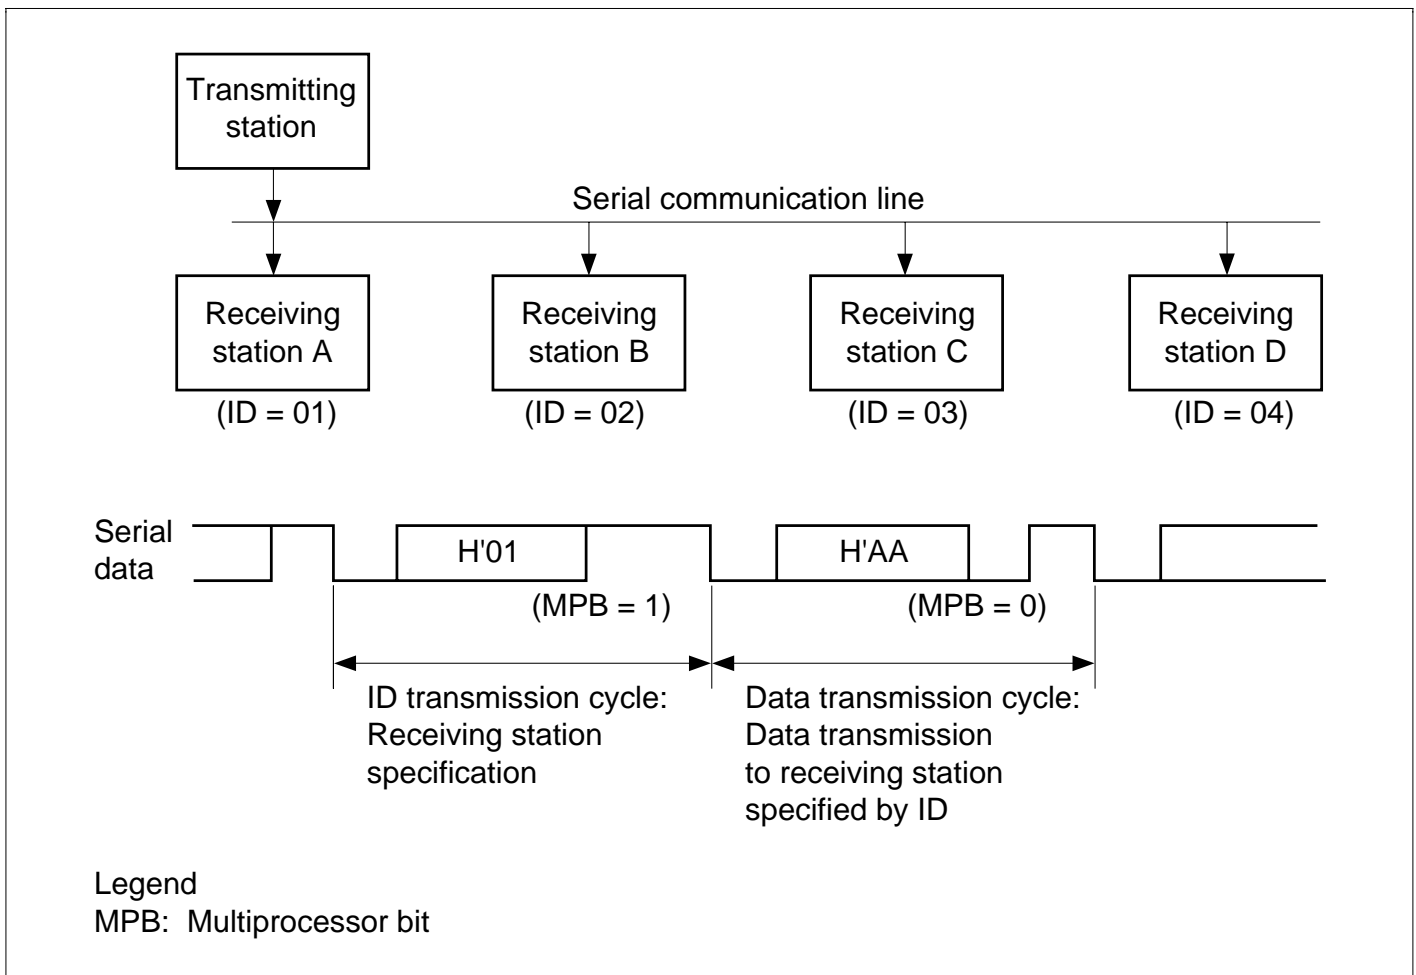 Transmitting
station
Serial communication line
Receiving
station A
(ID = 01)
Receiving
station B
(ID = 02)
Receiving
station C
(ID = 03)
Receiving
station D
(ID = 04)
Serial
data
H'01
H'AA
(MPB = 1)
(MPB = 0)
ID transmission cycle:
Receiving station
specification
Data transmission cycle:
Data transmission
to receiving station
specified by ID
Legend
MPB: Multiprocessor bit